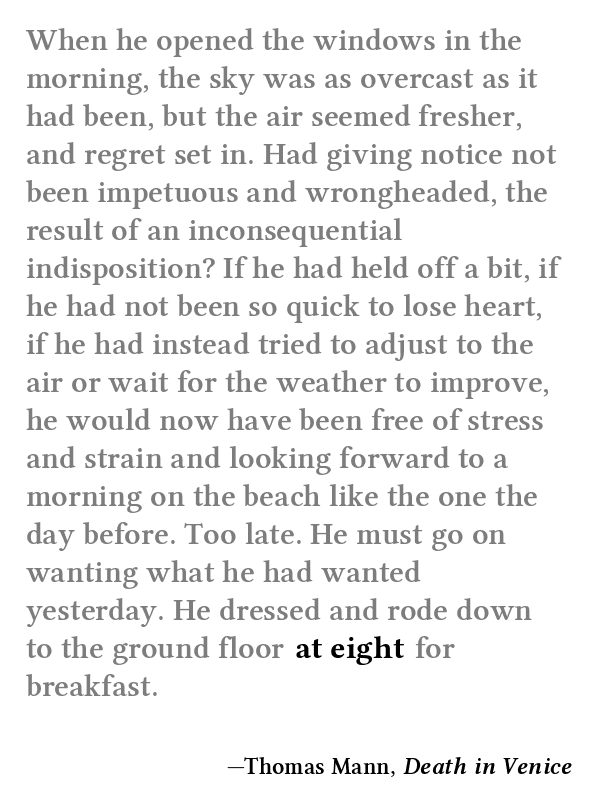 When he opened the windows in the
morning, the sky was as overcast as it
had been, but the air seemed fresher,
and regret set in. Had giving notice not
been impetuous and wrongheaded, the
result of an inconsequential
indisposition? If he had held off a bit, if
he had not been so quick to lose heart,
if he had instead tried to adjust to the
air or wait for the weather to improve,
he would now have been free of stress
and strain and looking forward to a
morning on the beach like the one the
day before. Too late. He must go on
wanting what he had wanted
yesterday. He dressed and rode down
to the ground floor at eight for
breakfast.
—Thomas Mann, Death in Venice